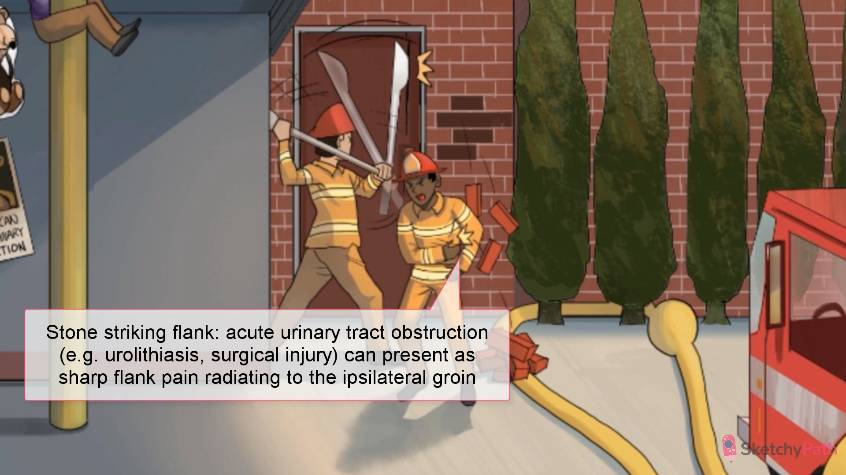 CAN
Stone striking flank: acute urinary tract obstruction
(e.g. urolithiasis, surgical injury) can present as
sharp flank pain radiating to the ipsilateral groin
SketchyPath